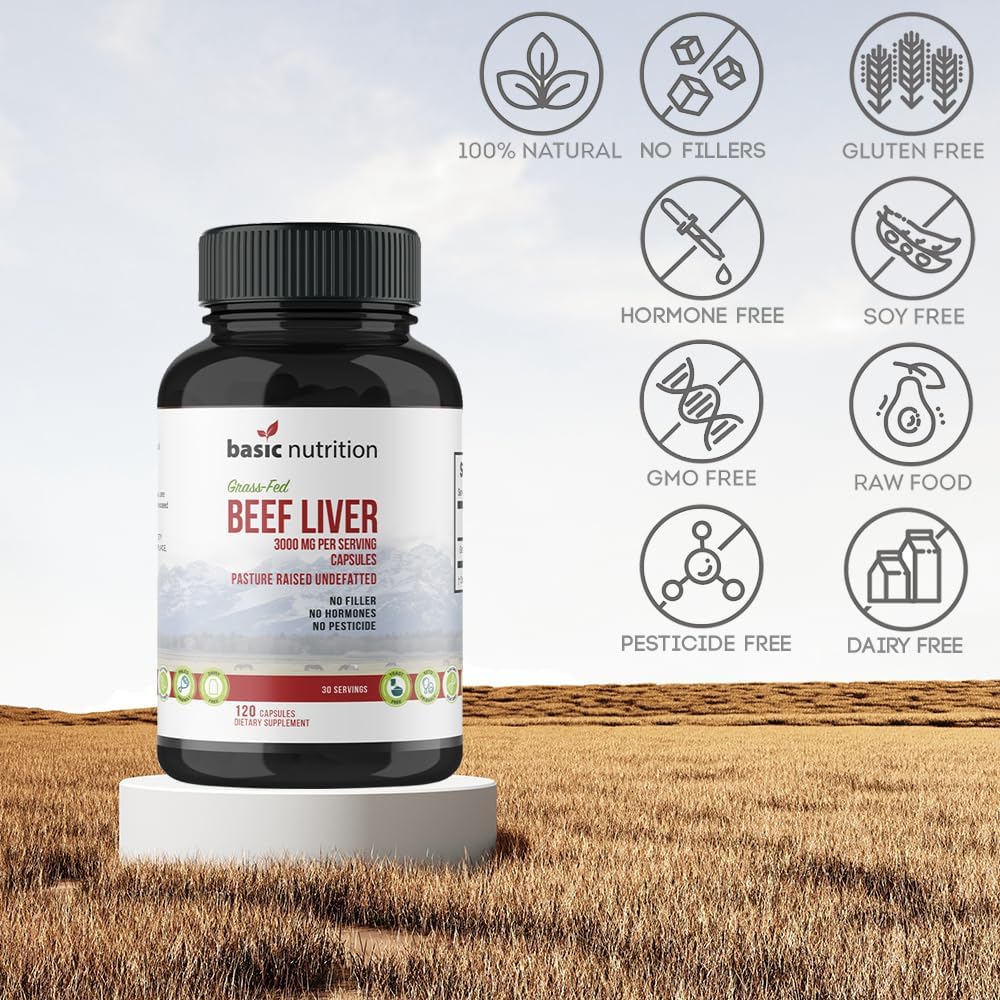 100% NATURAL
NO FILLERS
GLUTEN FREE
HORMONE FREE
SOY FREE
GMO FREE
RAW FOOD
PESTICIDE FREE
DAIRY FREE
basic nutrition
Grass-Fed
BEEF LIVER
3000 MG PER SERVING
CAPSULES
PASTURE RAISED UNDEFATTED
NO FILLER
NO HORMONES
NO PESTICIDE
30 SERVINGS
120 CAPSULES
DIETARY SUPPLEMENT